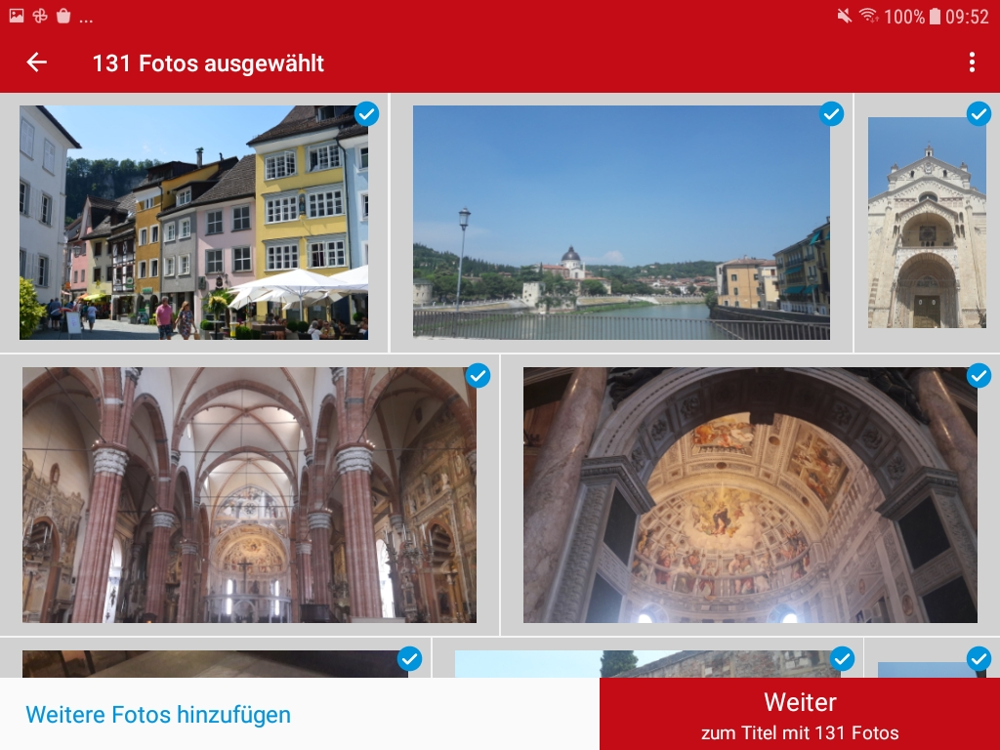 ... 100% 09:52
131 Fotos ausgewählt
Weitere Fotos hinzufügen
Weiter
zum Titel mit 131 Fotos